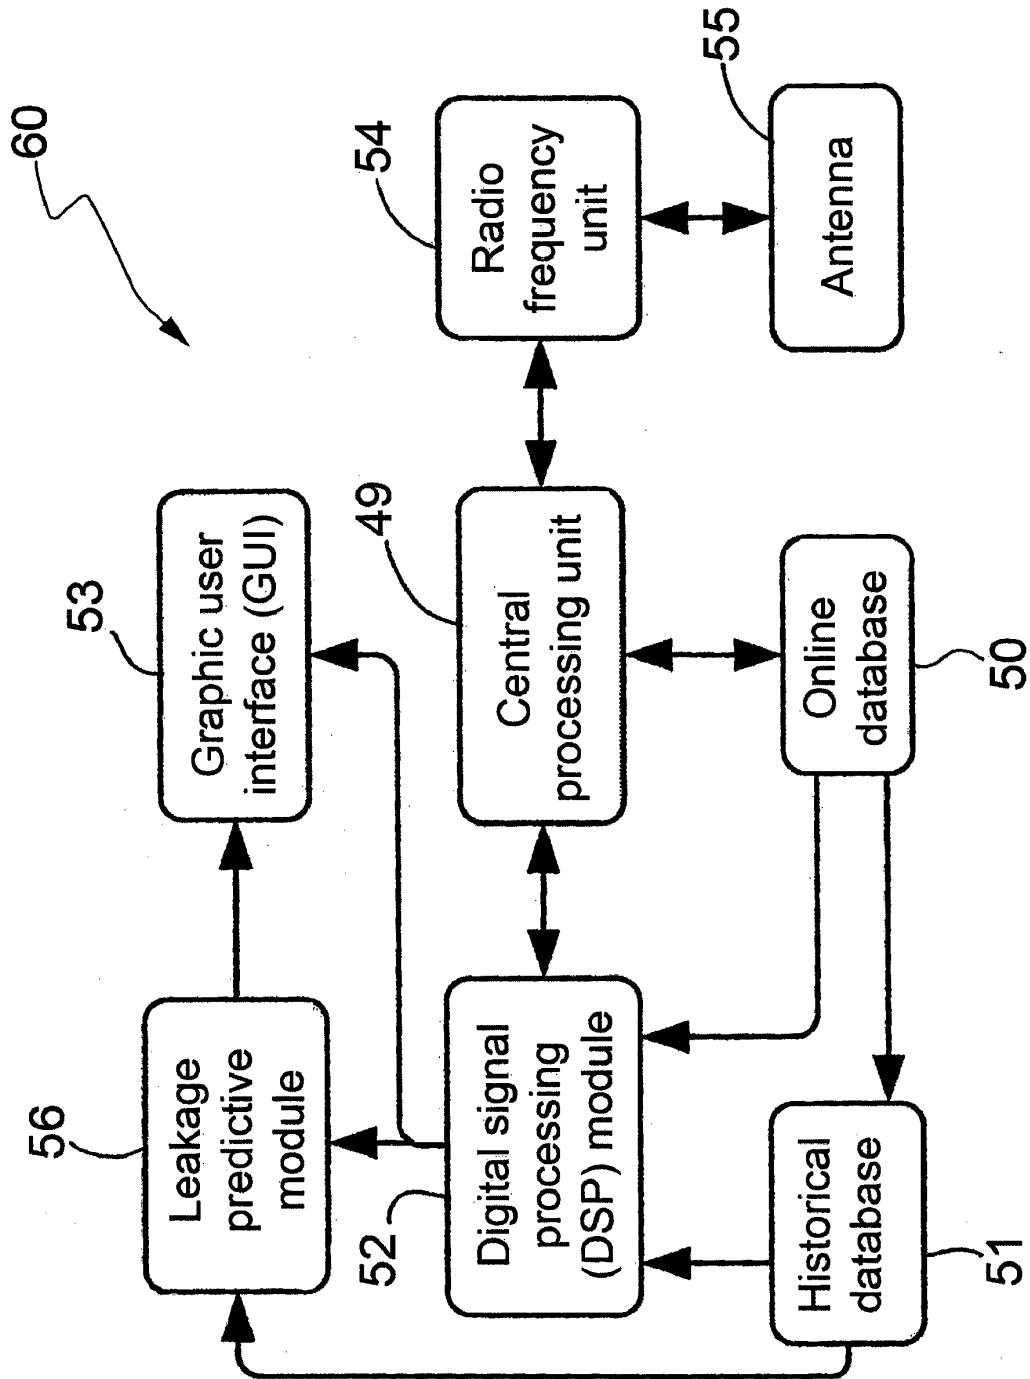 60
56
Leakage
predictive
module
53
Graphic user
interface (GUI)
52
Digital signal
processing
(DSP) module
49
Central
processing unit
54
Radio
frequency
unit
Historical
database
51
Online
database
50
Antenna
55